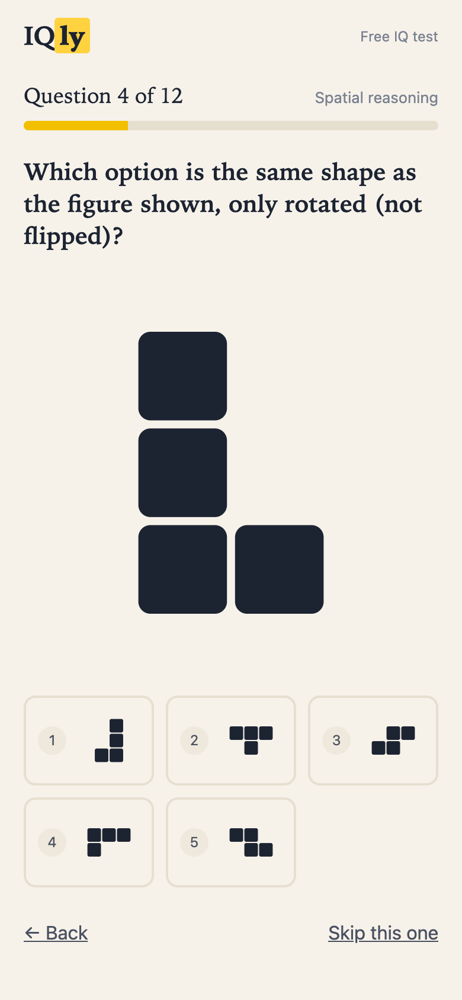 IQly
Free IQ test
Question 4 of 12
Spatial reasoning
Which option is the same shape as
the figure shown, only rotated (not
flipped)?
1
2
3
4
5
← Back
Skip this one